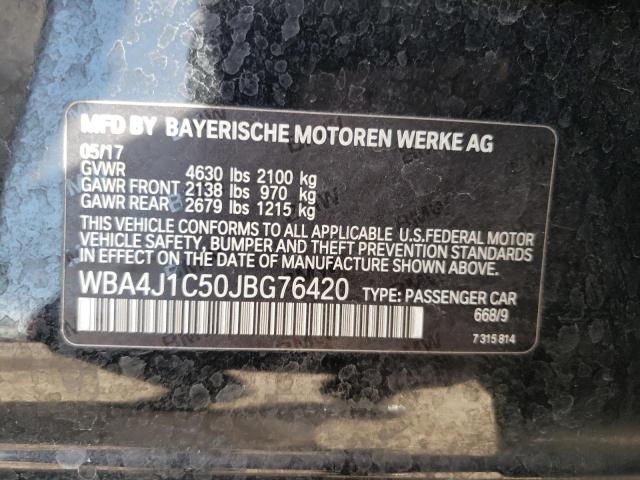 MFD BY BAYERISCHE MOTOREN WERKE AG
05/17
GVWR 4630 lbs 2100 kg
GAWR FRONT 2138 lbs 970 kg
GAWR REAR 2679 lbs 1215 kg
THIS VEHICLE CONFORMS TO ALL APPLICABLE U.S.FEDERAL MOTOR
VEHICLE SAFETY, BUMPER AND THEFT PREVENTION STANDARDS
IN EFFECT ON THE DATE OF MANUFACTURE SHOWN ABOVE.
WBA4J1C50JBG76420 TYPE: PASSENGER CAR
668/9
7 315 814